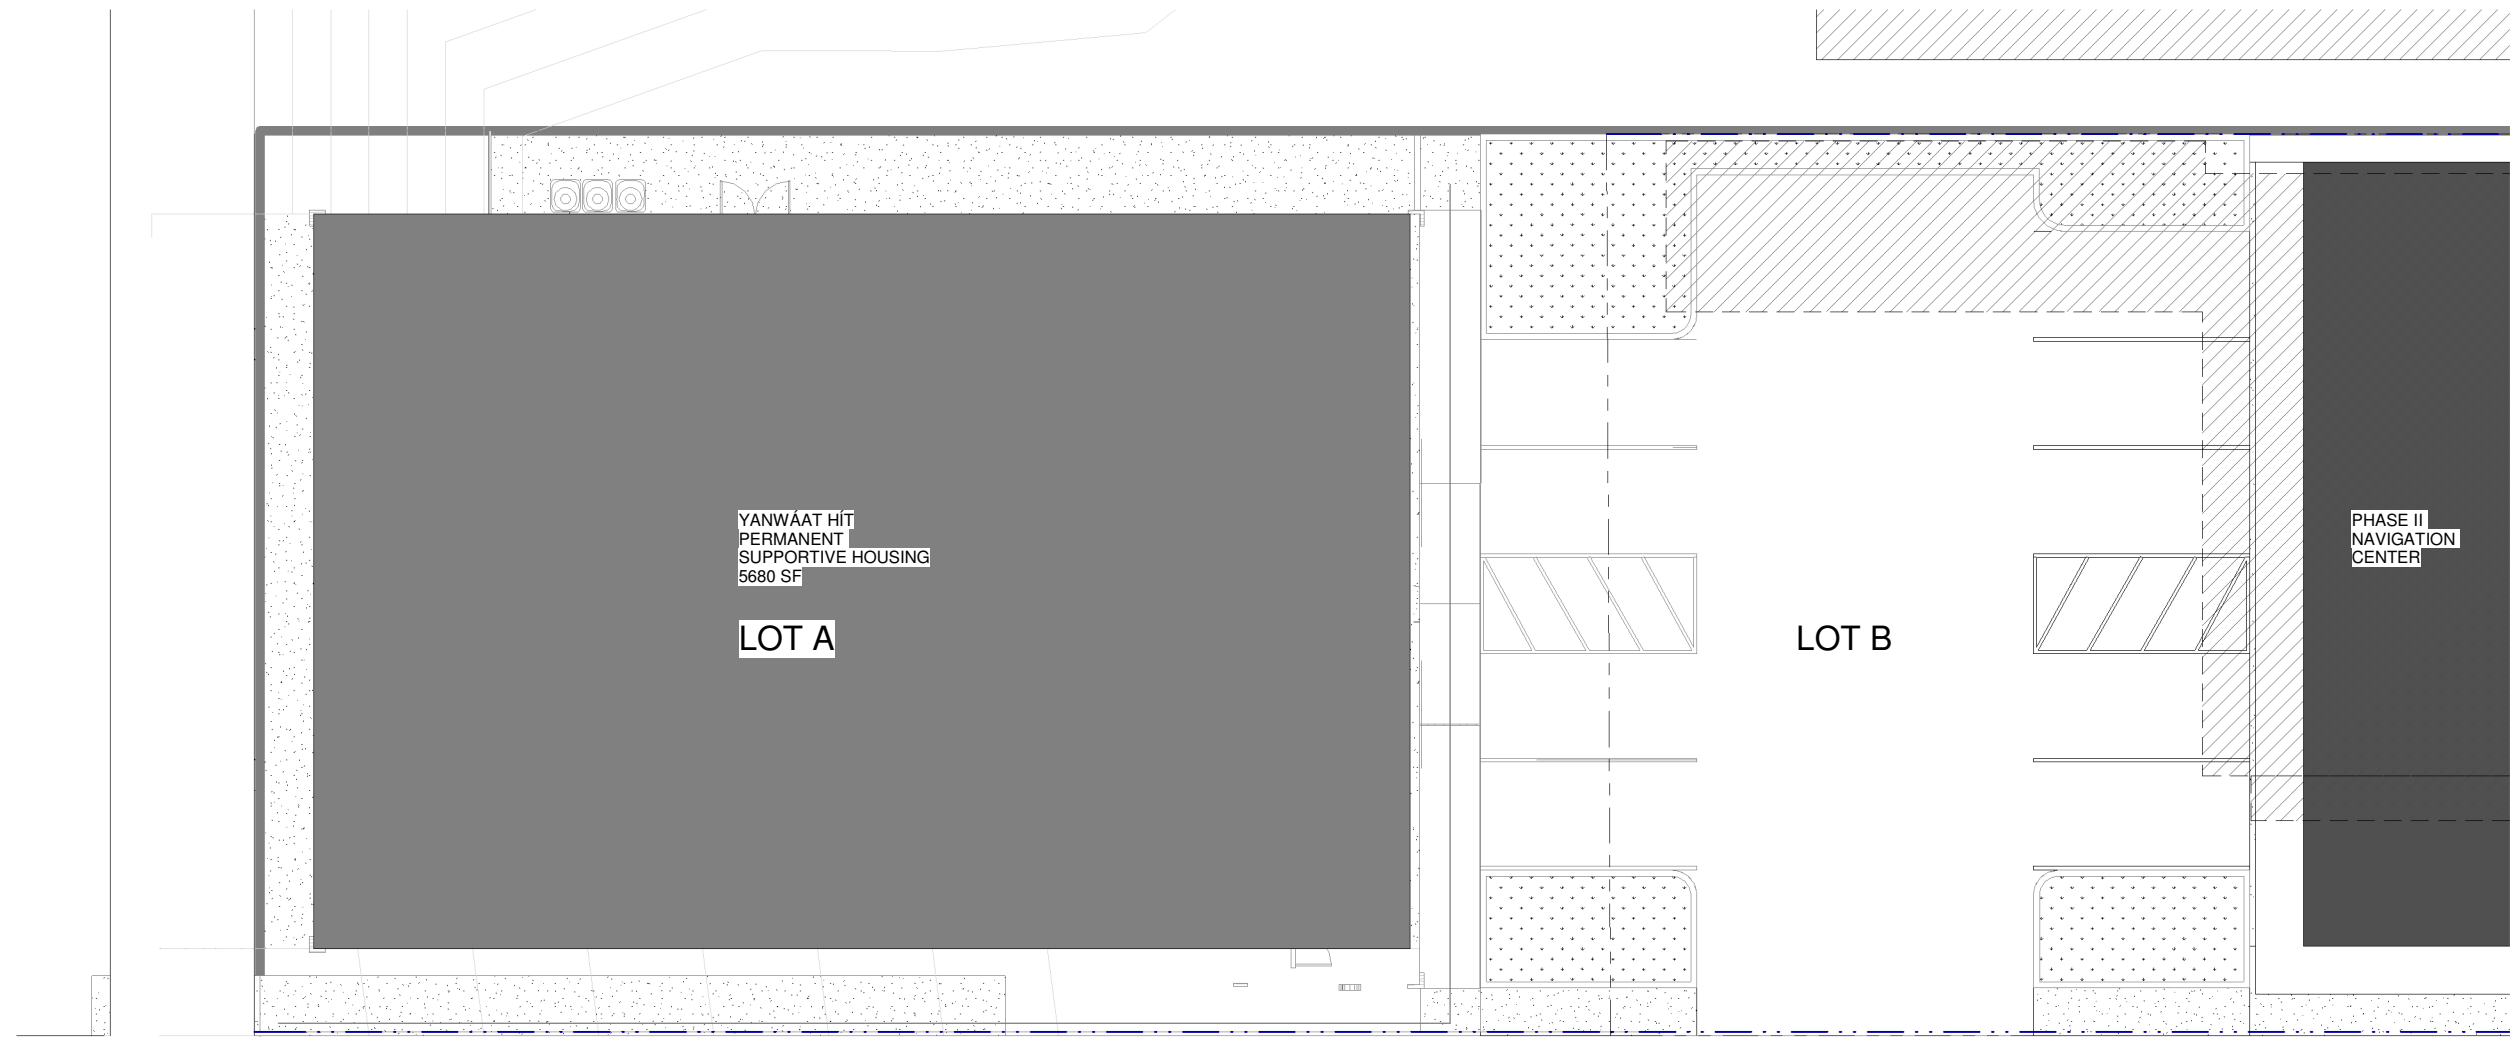 YANWÁAT HÍT
PERMANENT
SUPPORTIVE HOUSING
5680 SF
LOT A
LOT B
PHASE II
NAVIGATION
CENTER